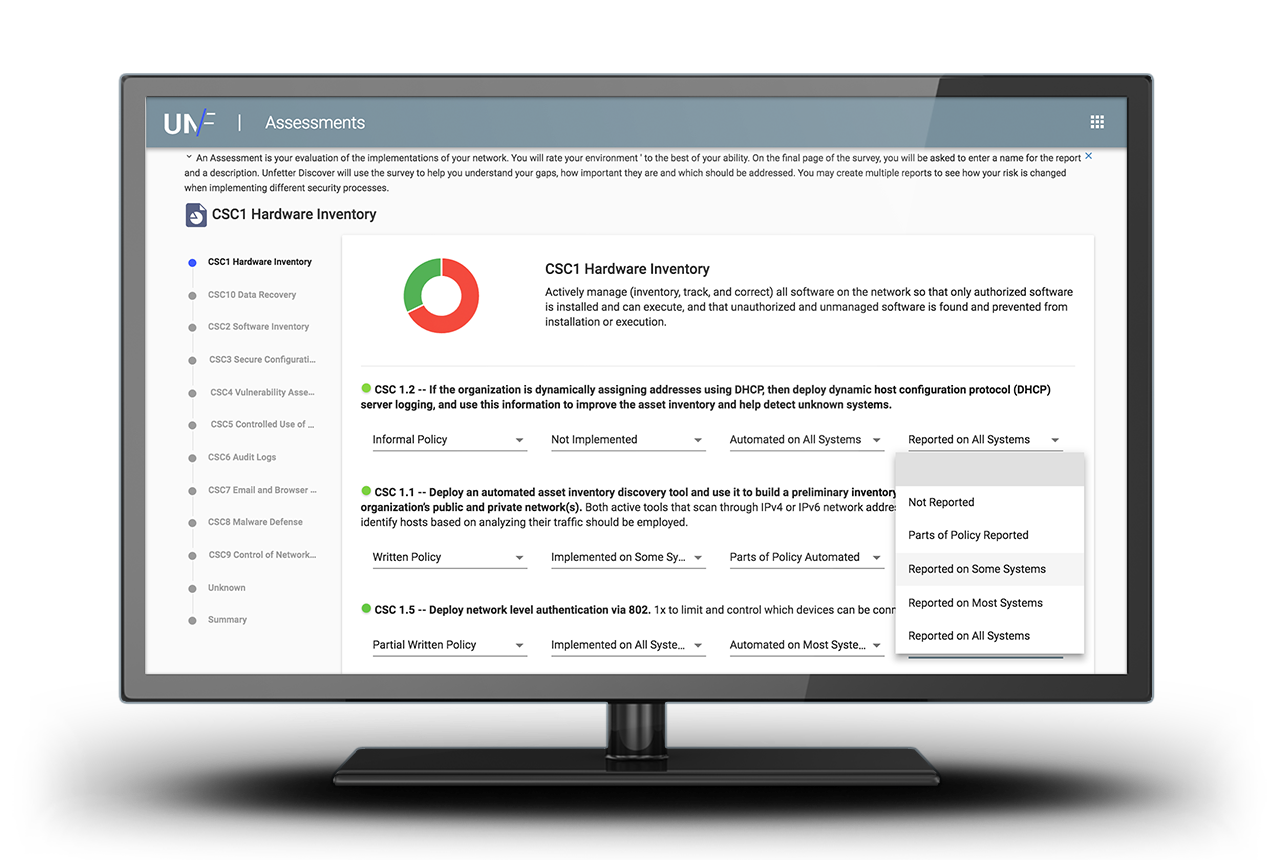 UNF | Assessments
An Assessment is your evaluation of the implementations of your network. You will rate your environment ' to the best of your ability. On the final page of the survey, you will be asked to enter a name for the report
and a description. Unfetter Discover will use the survey to help you understand your gaps, how important they are and which should be addressed. You may create multiple reports to see how your risk is changed
when implementing different security processes.
CSC1 Hardware Inventory
CSC1 Hardware Inventory
CSC10 Data Recovery
CSC2 Software Inventory
CSC3 Secure Configurati...
CSC4 Vulnerability Asse...
CSC5 Controlled Use of ...
CSC6 Audit Logs
CSC7 Email and Browser ...
CSC8 Malware Defense
CSC9 Control of Network...
Unknown
Summary
CSC1 Hardware Inventory
Actively manage (inventory, track, and correct) all software on the network so that only authorized software
is installed and can execute, and that unauthorized and unmanaged software is found and prevented from
installation or execution.
CSC 1.2 -- If the organization is dynamically assigning addresses using DHCP, then deploy dynamic host configuration protocol (DHCP)
server logging, and use this information to improve the asset inventory and help detect unknown systems.
Informal Policy
Not Implemented
Automated on All Systems
Reported on All Systems
CSC 1.1 -- Deploy an automated asset inventory discovery tool and use it to build a preliminary inventory
organization's public and private network(s). Both active tools that scan through IPv4 or IPv6 network addre
identify hosts based on analyzing their traffic should be employed.
Written Policy
Implemented on Some Sy...
Parts of Policy Automated
CSC 1.5 -- Deploy network level authentication via 802. 1x to limit and control which devices can be conn
Partial Written Policy
Implemented on All Syste...
Automated on Most Syste...
Not Reported
Parts of Policy Reported
Reported on Some Systems
Reported on Most Systems
Reported on All Systems